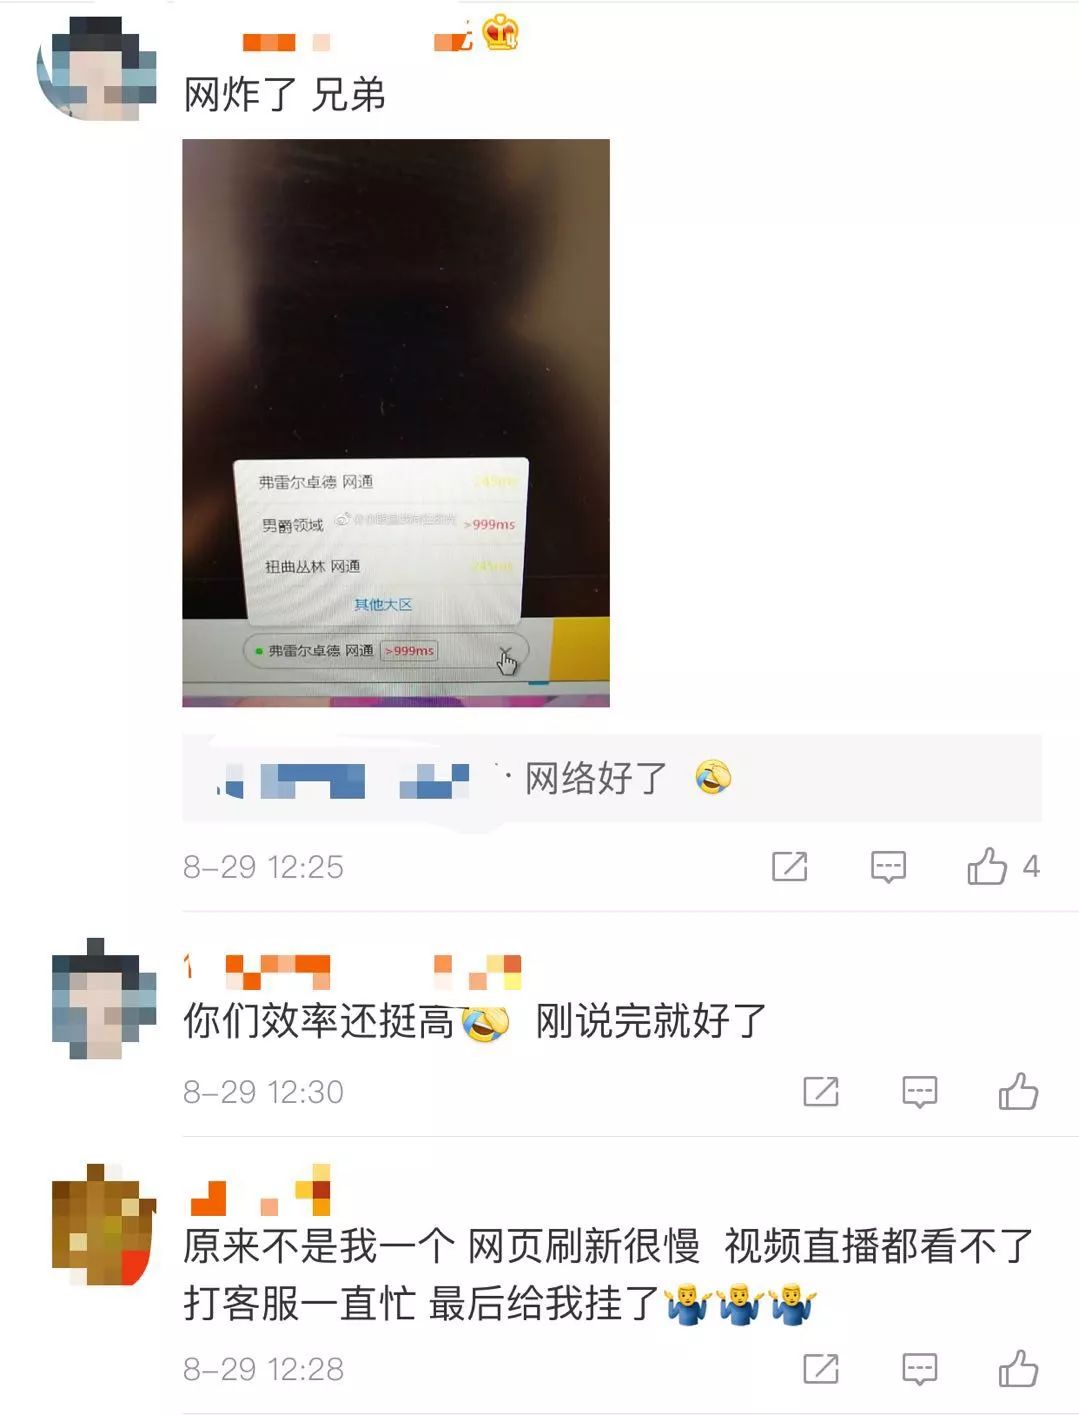 网炸了 兄弟
弗雷尔卓德 网通 245ms
男爵领域 >999ms
扭曲丛林 网通 245ms
其他大区
弗雷尔卓德 网通 >999ms
网络好了
8-29 12:25
4
你们效率还挺高 刚说完就好了
8-29 12:30
原来不是我一个 网页刷新很慢 视频直播都看不了
打客服一直忙 最后给我挂了
8-29 12:28